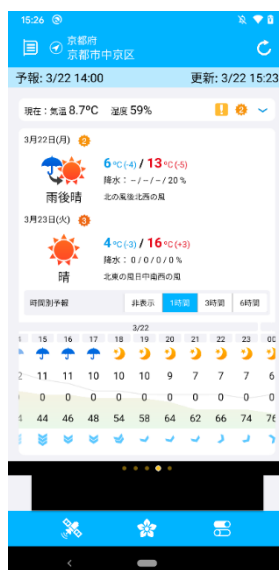 15:26
京都府
京都市中京区
予報: 3/22 14:00 更新: 3/22 15:23
現在：気温 8.7℃ 湿度 59% 2
3月22日(月) 2
6℃(-4) / 13℃(-5)
降水：- / - / - / 20 %
雨後晴 北の風後北西の風
3月23日(火) 3
4℃(-3) / 16℃(+3)
降水：0 / 0 / 0 / 0 %
晴 北東の風日中南西の風
時間別予報 非表示 1時間 3時間 6時間
3/22
15 16 17 18 19 20 21 22 23 00
2 11 11 10 10 10 9 7 7 7 6
0 0 0 0 0 0 0 0 0
44 46 48 54 58 64 62 66 74 76